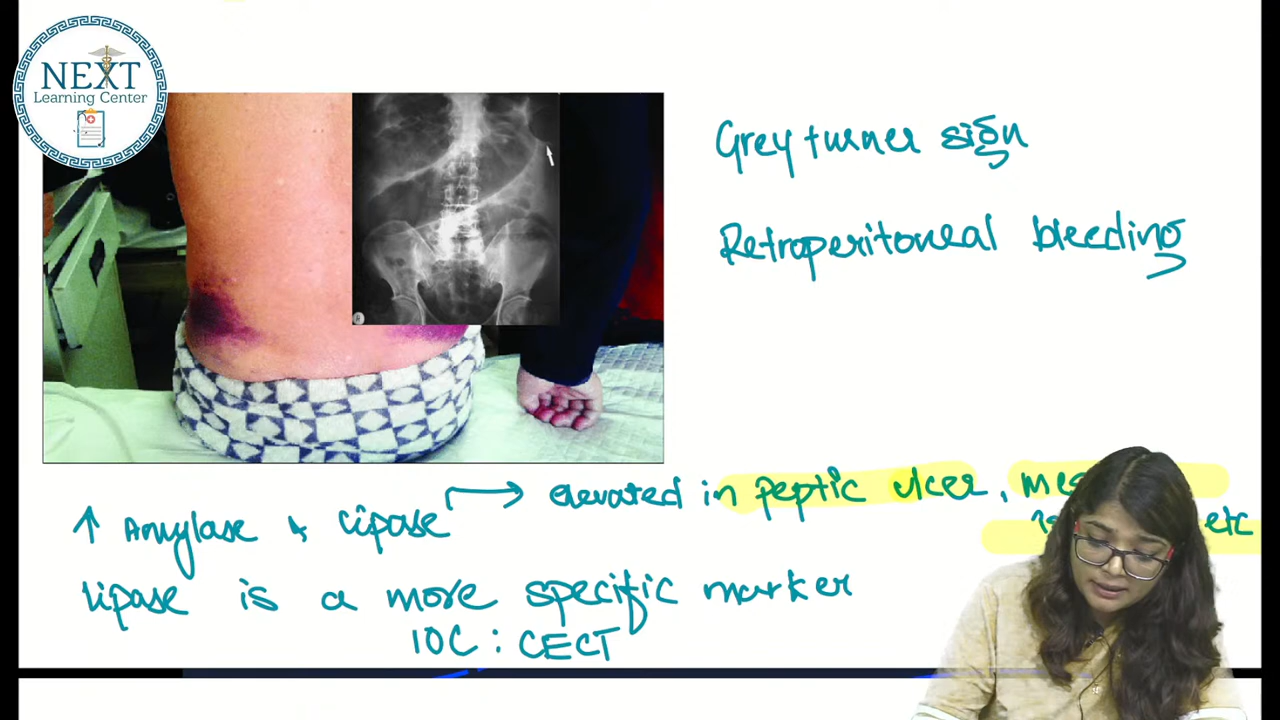 NEXT
Learning Center
Grey turner sign
Retroperitoneal bleeding
elevated in peptic ulcer,
↑ Amylase & Lipase
etc
Lipase is a more specific marker
IOC : CECT